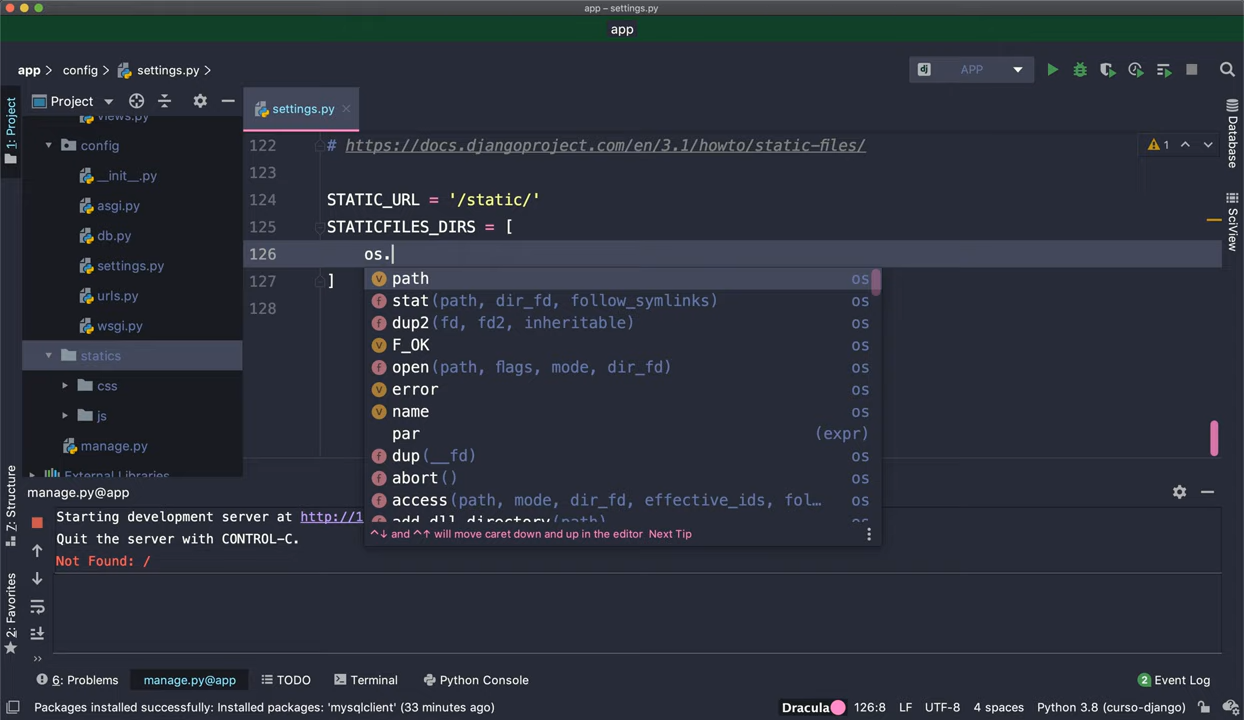 app – settings.py
app
app
config
settings.py
APP
1: Project
Project
settings.py
views.py
config
__init__.py
asgi.py
db.py
settings.py
urls.py
wsgi.py
statics
css
js
manage.py
External Libraries
122 # https://docs.djangoproject.com/en/3.1/howto/static-files/
1
123
124 STATIC_URL = '/static/'
125 STATICFILES_DIRS = [
126 os.
127 ]
128
path os
stat(path, dir_fd, follow_symlinks) os
dup2(fd, fd2, inheritable) os
F_OK os
open(path, flags, mode, dir_fd) os
error os
name os
par (expr)
dup(__fd) os
abort() os
access(path, mode, dir_fd, effective_ids, fol… os
add_dll_directory(path) os
^↓ and ^↑ will move caret down and up in the editor Next Tip
Database
SciView
Z: Structure
2: Favorites
manage.py@app
Starting development server at http://1
Quit the server with CONTROL-C.
Not Found: /
6: Problems
manage.py@app
TODO
Terminal
Python Console
2 Event Log
Packages installed successfully: Installed packages: 'mysqlclient' (33 minutes ago)
Dracula
126:8
LF
UTF-8
4 spaces
Python 3.8 (curso-django)